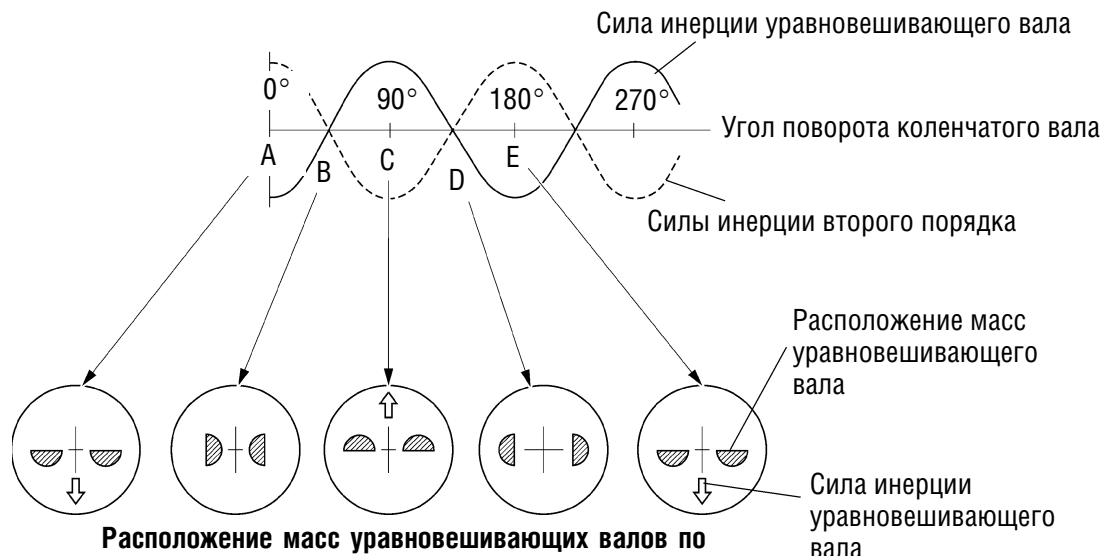 Сила инерции уравновешивающего вала
0°
90°
180°
270°
Угол поворота коленчатого вала
A
B
C
D
E
Силы инерции второго порядка
Расположение масс
уравновешивающего
вала
Сила инерции
уравновешивающего
вала
Расположение масс уравновешивающих валов по